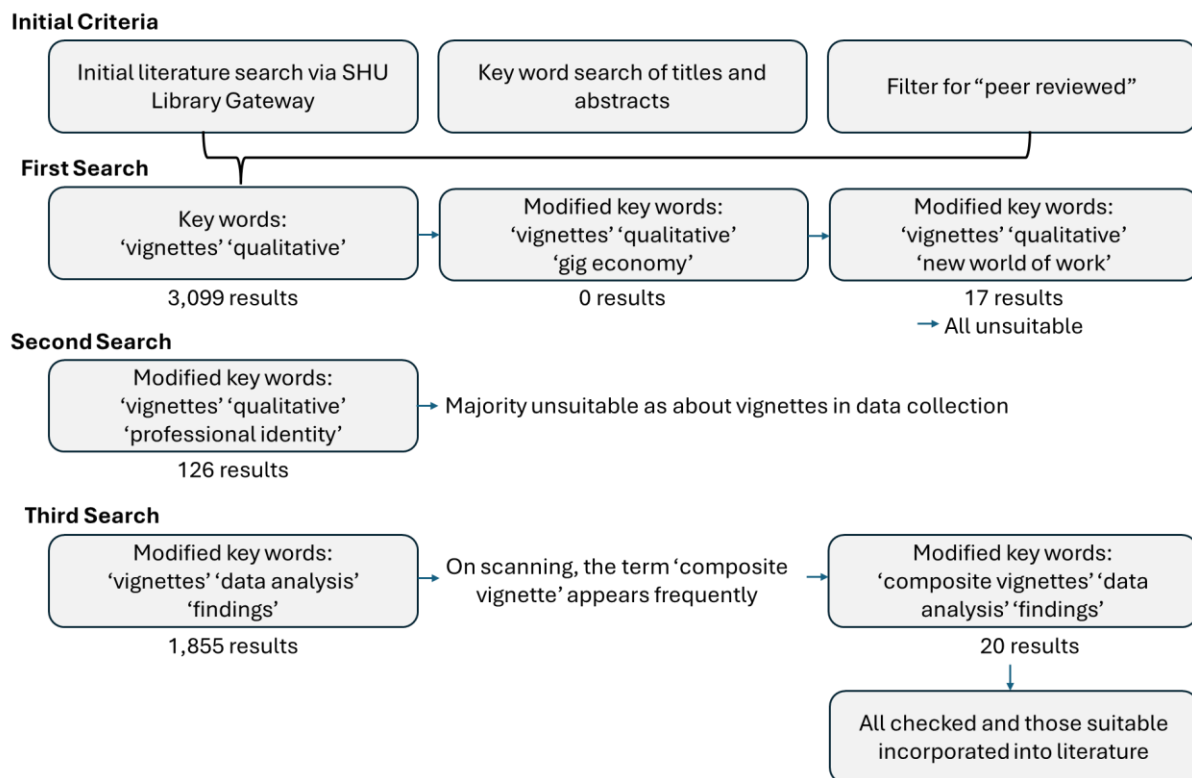 Initial Criteria
Initial literature search via SHU
Library Gateway
Key word search of titles and
abstracts
Filter for “peer reviewed”
First Search
Key words:
‘vignettes’ ‘qualitative’
3,099 results
Modified key words:
‘vignettes’ ‘qualitative’
‘gig economy’
0 results
Modified key words:
‘vignettes’ ‘qualitative’
‘new world of work’
17 results
All unsuitable
Second Search
Modified key words:
‘vignettes’ ‘qualitative’
‘professional identity’
126 results
Majority unsuitable as about vignettes in data collection
Third Search
Modified key words:
‘vignettes’ ‘data analysis’
‘findings’
1,855 results
On scanning, the term ‘composite
vignette’ appears frequently
Modified key words:
‘composite vignettes’ ‘data
analysis’ ‘findings’
20 results
All checked and those suitable
incorporated into literature